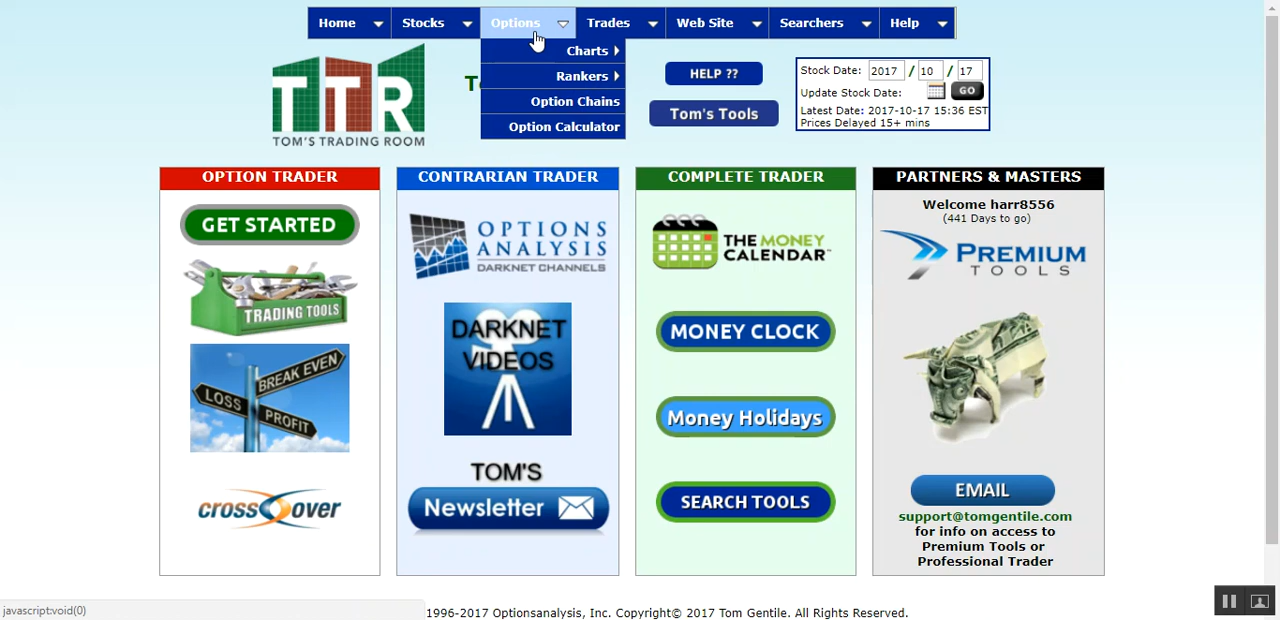 Home Stocks Options Trades Web Site Searchers Help
Charts
Rankers
Option Chains
Option Calculator
TTR
TOM'S TRADING ROOM
HELP ??
Tom's Tools
Stock Date: 2017 / 10 / 17
Update Stock Date: GO
Latest Date: 2017-10-17 15:36 EST
Prices Delayed 15+ mins
OPTION TRADER
GET STARTED
TRADING TOOLS
BREAK EVEN
LOSS
PROFIT
crossover
CONTRARIAN TRADER
OPTIONS
ANALYSIS
DARKNET CHANNELS
DARKNET
VIDEOS
TOM'S
Newsletter
COMPLETE TRADER
THE MONEY
CALENDAR™
MONEY CLOCK
Money Holidays
SEARCH TOOLS
PARTNERS & MASTERS
Welcome harr8556
(441 Days to go)
PREMIUM
TOOLS
EMAIL
support@tomgentile.com
for info on access to
Premium Tools or
Professional Trader
javascript:void(0)
1996-2017 Optionsanalysis, Inc. Copyright© 2017 Tom Gentile. All Rights Reserved.